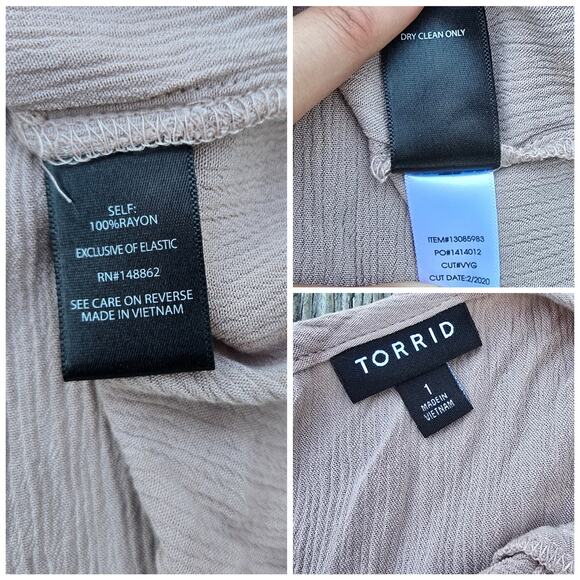 SELF:
100%RAYON
EXCLUSIVE OF ELASTIC
RN#148862
SEE CARE ON REVERSE
MADE IN VIETNAM
DRY CLEAN ONLY
ITEM#13085983
PO#1414012
CUT#VYG
CUT DATE:2/2020
TORRID
1
MADE IN
VIETNAM